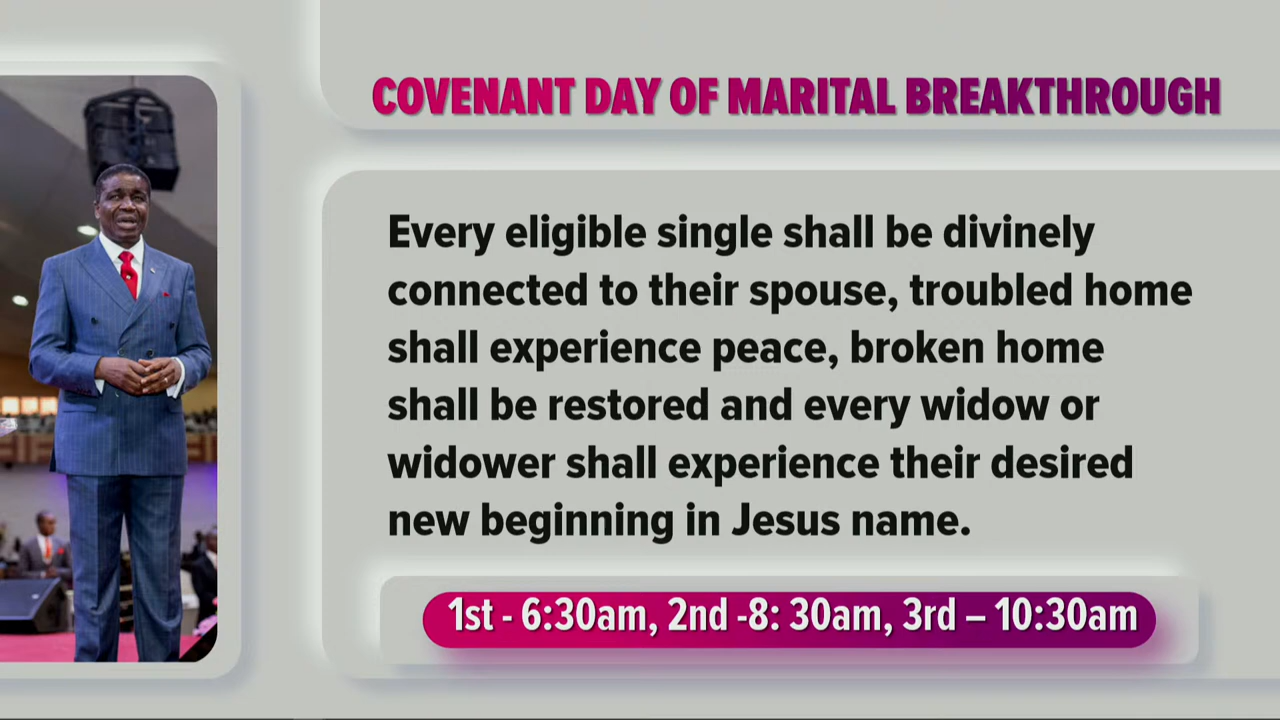 COVENANT DAY OF MARITAL BREAKTHROUGH
Every eligible single shall be divinely
connected to their spouse, troubled home
shall experience peace, broken home
shall be restored and every widow or
widower shall experience their desired
new beginning in Jesus name.
1st - 6:30am, 2nd -8: 30am, 3rd – 10:30am